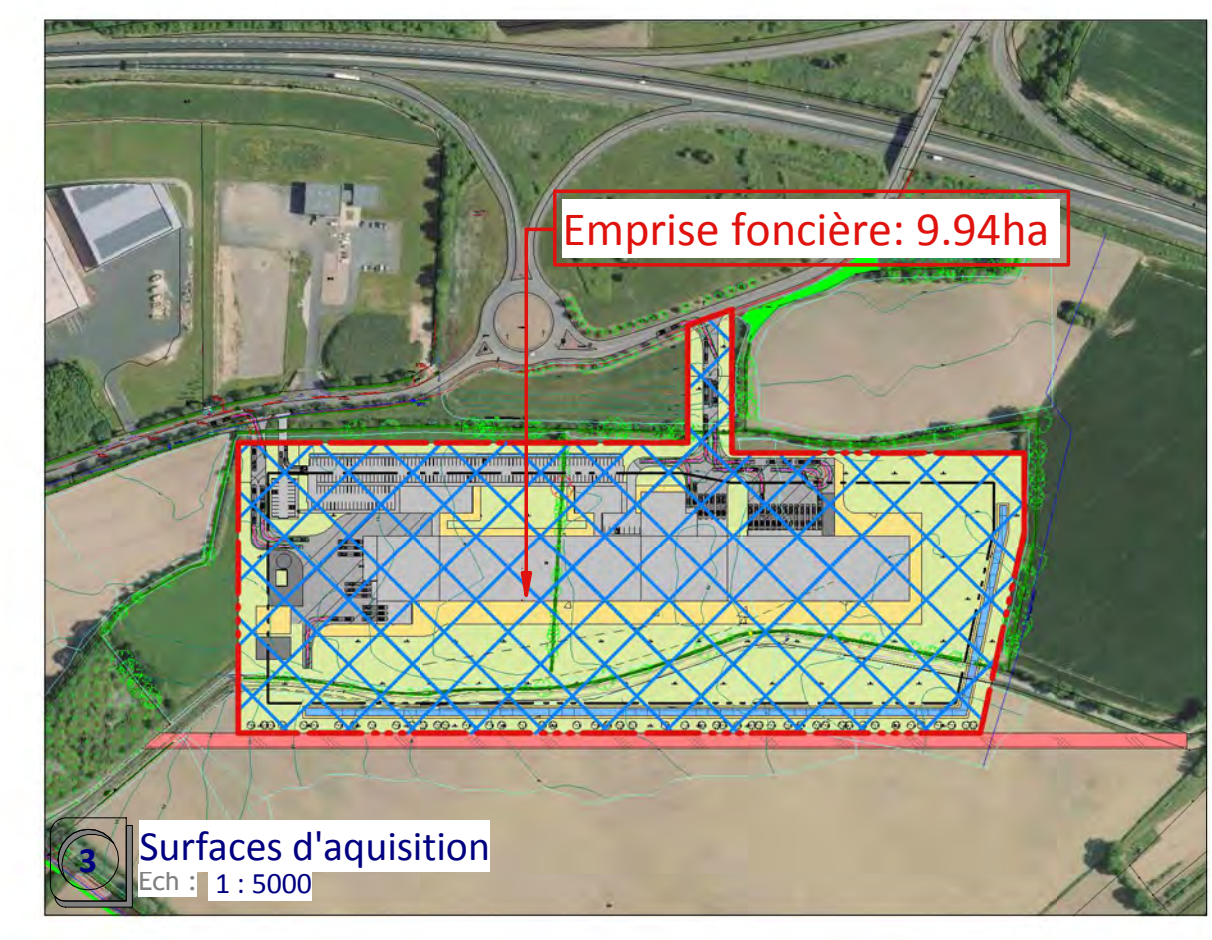 Emprise foncière: 9.94ha
3
Surfaces d'aquisition
Ech : 1 : 5000